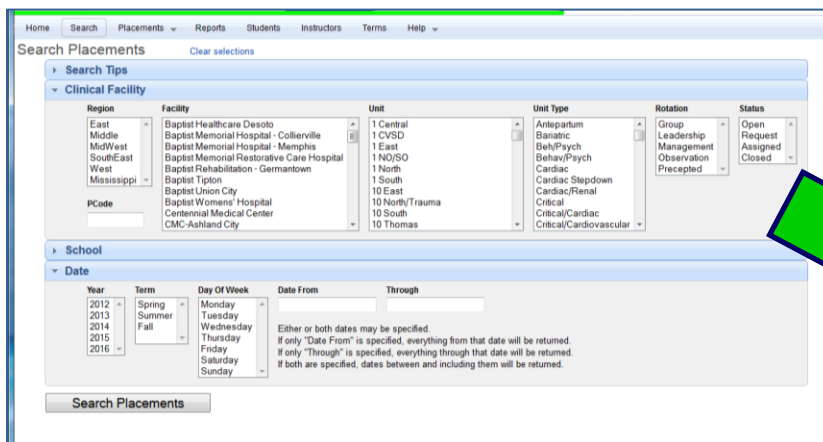 Home Search Placements Reports Students Instructors Terms Help
Search Placements Clear selections
Search Tips
Clinical Facility
Region Facility Unit Unit Type Rotation Status
East Baptist Healthcare Desoto 1 Central Antepartum Group Open
Middle Baptist Memorial Hospital - Collierville 1 CVSD Bariatric Leadership Request
MidWest Baptist Memorial Hospital - Memphis 1 East Beh/Psych Management Assigned
SouthEast Baptist Memorial Restorative Care Hospital 1 NO/SO Behav/Psych Observation Closed
West Baptist Rehabilitation - Germantown 1 North Cardiac Precepted
Mississippi Baptist Tipton 1 South Cardiac Stepdown
Baptist Union City 10 East Cardiac/Renal
PCode Baptist Womens' Hospital 10 North/Trauma Critical
Centennial Medical Center 10 South Critical/Cardiac
CMC-Ashland City 10 Thomas Critical/Cardiovascular
School
Date
Year Term Day Of Week Date From Through
2012 Spring Monday
2013 Summer Tuesday
2014 Fall Wednesday Either or both dates may be specified.
2015 Thursday If only "Date From" is specified, everything from that date will be returned.
2016 Friday If only "Through" is specified, everything through that date will be returned.
Saturday If both are specified, dates between and including them will be returned.
Sunday
Search Placements